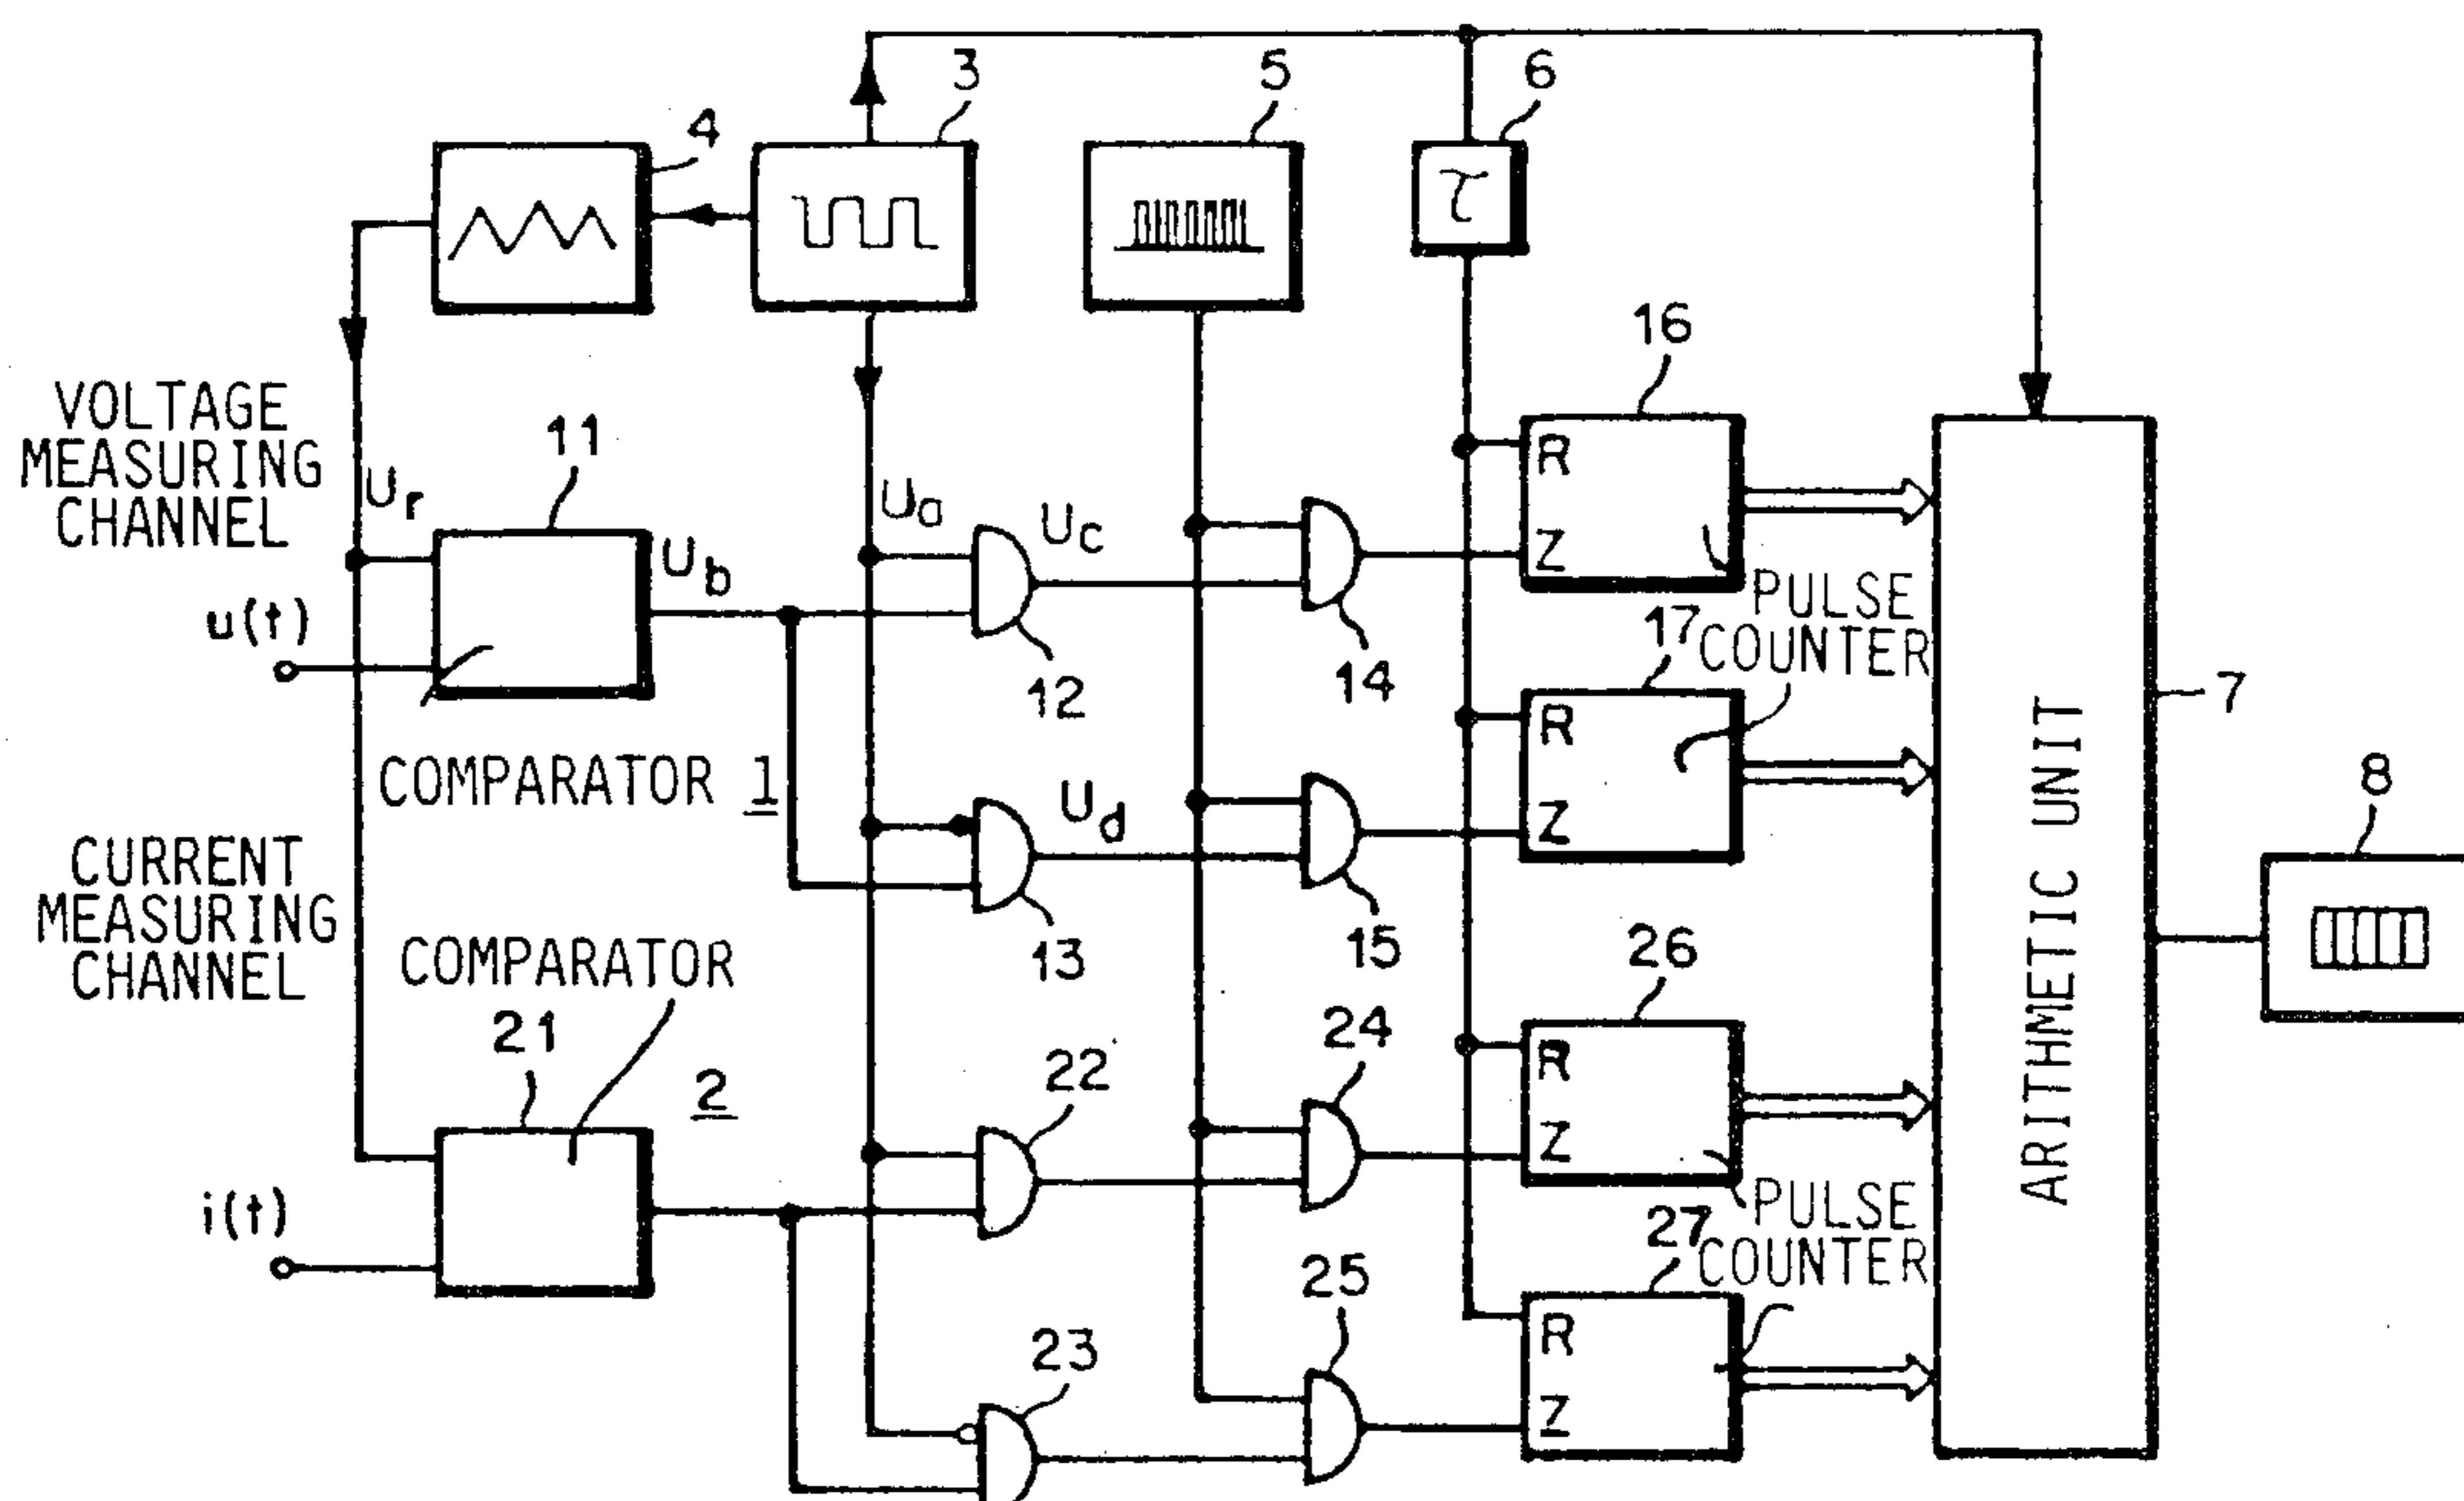 3
5
6
4
τ
16
VOLTAGE
MEASURING
CHANNEL
11
Ur
Ua
Uc
Ub
R
Z
u(t)
PULSE
COUNTER
17
12
14
7
R
Z
COMPARATOR 1
Ud
8
CURRENT
MEASURING
CHANNEL
13
15
26
COMPARATOR
ARITHMETIC UNIT
21
2
22
24
R
Z
i(t)
PULSE
COUNTER
27
25
23
R
Z